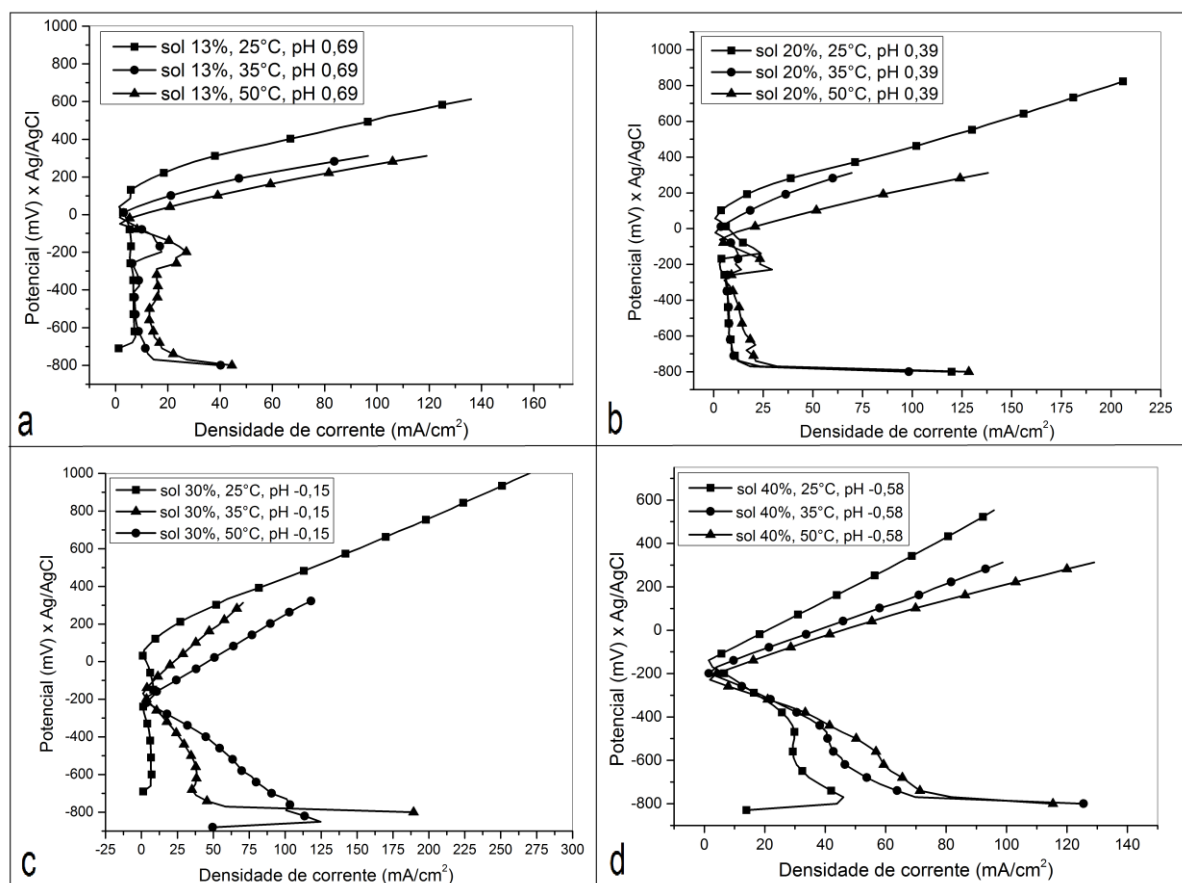 sol 13%, 25°C, pH 0,69
sol 13%, 35°C, pH 0,69
sol 13%, 50°C, pH 0,69
Potencial (mV) x Ag/AgCl
1000
800
600
400
200
0
-200
-400
-600
-800
0 20 40 60 80 100 120 140 160
Densidade de corrente (mA/cm²)
a
sol 20%, 25°C, pH 0,39
sol 20%, 35°C, pH 0,39
sol 20%, 50°C, pH 0,39
Potencial (mV) x Ag/AgCl
1000
800
600
400
200
0
-200
-400
-600
-800
0 25 50 75 100 125 150 175 200 225
Densidade de corrente (mA/cm²)
b
sol 30%, 25°C, pH -0,15
sol 30%, 35°C, pH -0,15
sol 30%, 50°C, pH -0,15
Potencial (mV) x Ag/AgCl
1000
800
600
400
200
0
-200
-400
-600
-800
-25 0 25 50 75 100 125 150 175 200 225 250 275 300
Densidade de corrente (mA/cm²)
c
sol 40%, 25°C, pH -0,58
sol 40%, 35°C, pH -0,58
sol 40%, 50°C, pH -0,58
Potencial (mV) x Ag/AgCl
600
400
200
0
-200
-400
-600
-800
0 20 40 60 80 100 120 140
Densidade de corrente (mA/cm²)
d